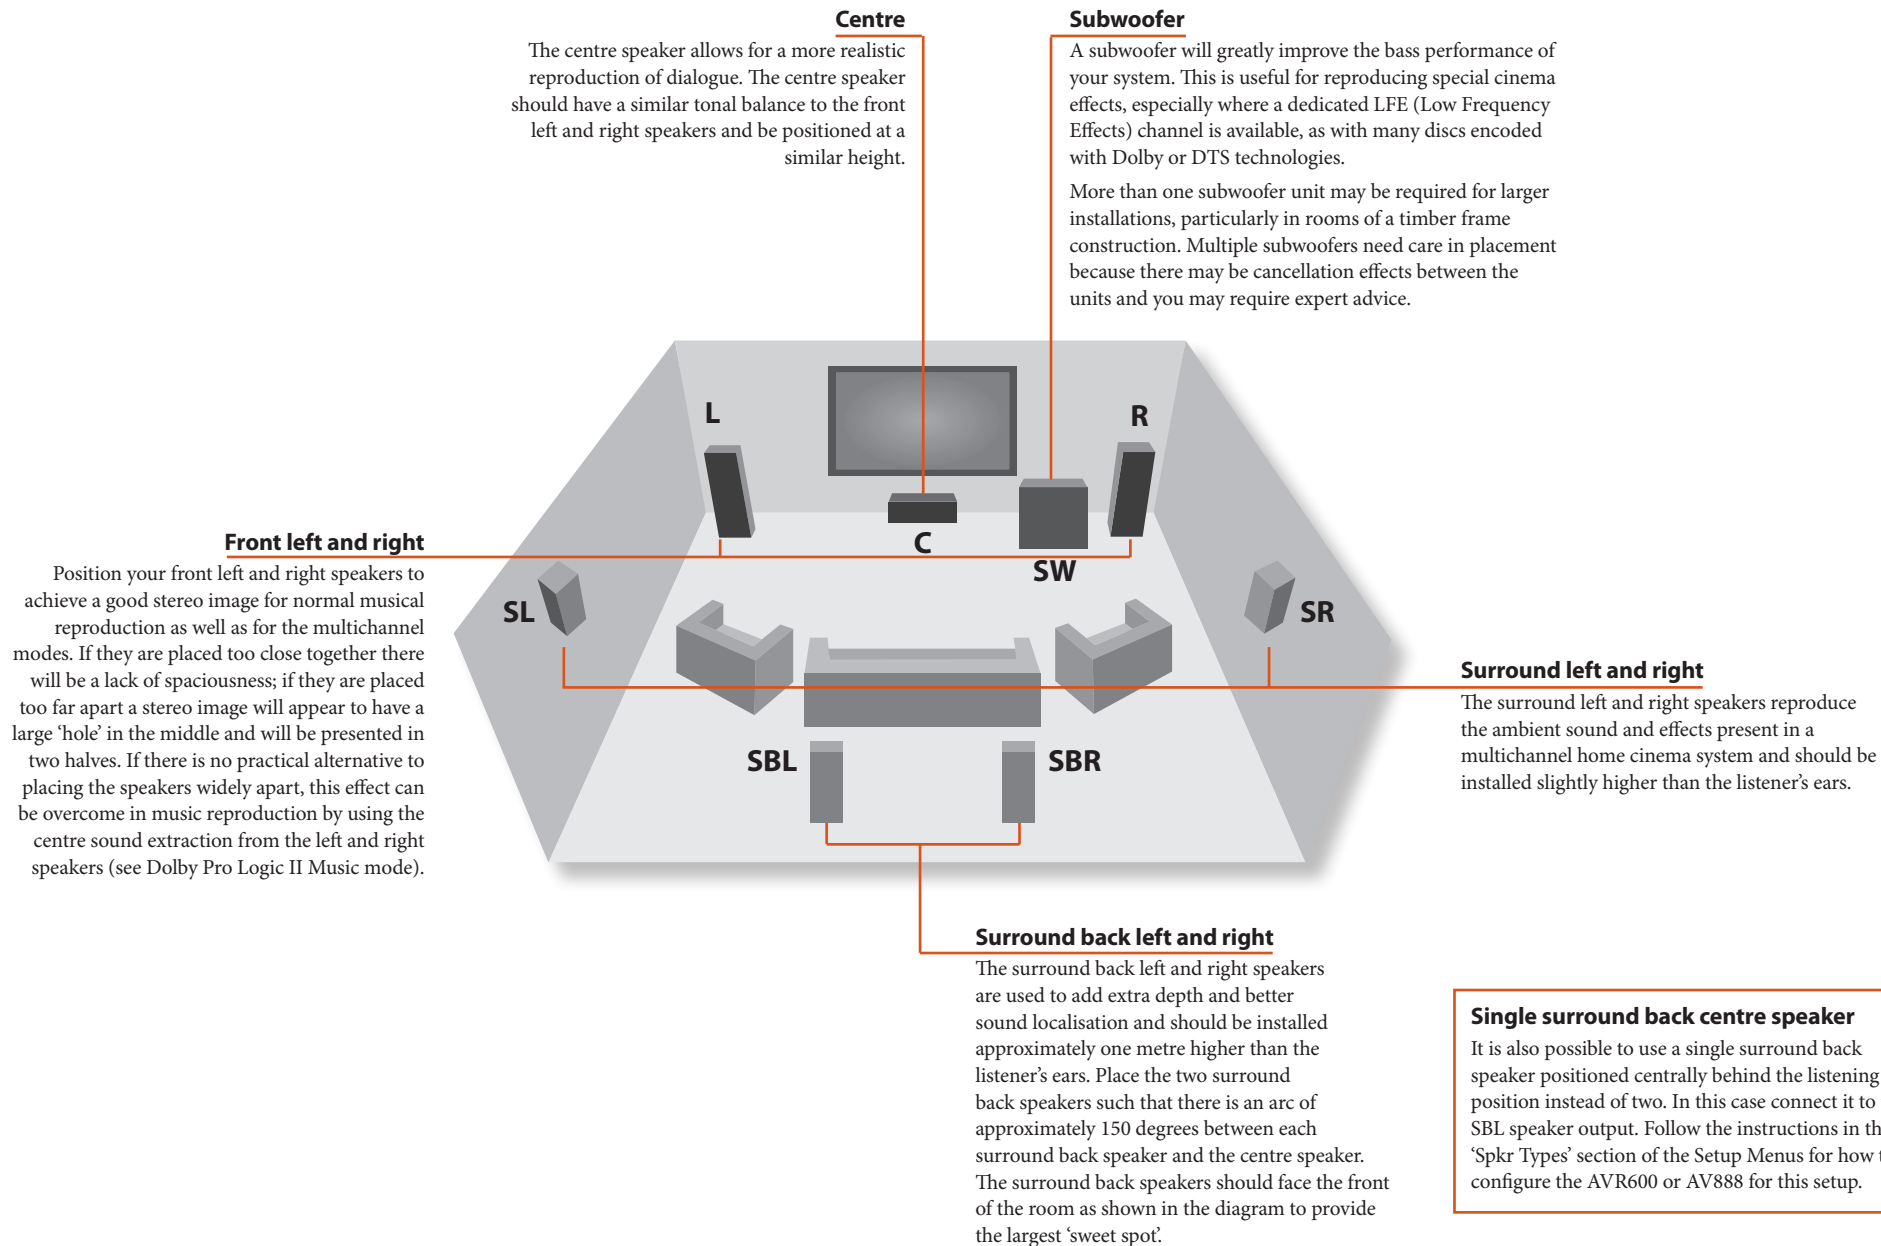 Centre
The centre speaker allows for a more realistic
reproduction of dialogue. The centre speaker
should have a similar tonal balance to the front
left and right speakers and be positioned at a
similar height.
Subwoofer
A subwoofer will greatly improve the bass performance of
your system. This is useful for reproducing special cinema
effects, especially where a dedicated LFE (Low Frequency
Effects) channel is available, as with many discs encoded
with Dolby or DTS technologies.
More than one subwoofer unit may be required for larger
installations, particularly in rooms of a timber frame
construction. Multiple subwoofers need care in placement
because there may be cancellation effects between the
units and you may require expert advice.
L
R
C
SW
SL
SR
SBL
SBR
Front left and right
Position your front left and right speakers to
achieve a good stereo image for normal musical
reproduction as well as for the multichannel
modes. If they are placed too close together there
will be a lack of spaciousness; if they are placed
too far apart a stereo image will appear to have a
large ‘hole’ in the middle and will be presented in
two halves. If there is no practical alternative to
placing the speakers widely apart, this effect can
be overcome in music reproduction by using the
centre sound extraction from the left and right
speakers (see Dolby Pro Logic II Music mode).
Surround left and right
The surround left and right speakers reproduce
the ambient sound and effects present in a
multichannel home cinema system and should be
installed slightly higher than the listener’s ears.
Surround back left and right
The surround back left and right speakers
are used to add extra depth and better
sound localisation and should be installed
approximately one metre higher than the
listener’s ears. Place the two surround
back speakers such that there is an arc of
approximately 150 degrees between each
surround back speaker and the centre speaker.
The surround back speakers should face the front
of the room as shown in the diagram to provide
the largest ‘sweet spot’.
Single surround back centre speaker
It is also possible to use a single surround back
speaker positioned centrally behind the listening
position instead of two. In this case connect it to
SBL speaker output. Follow the instructions in
‘Spkr Types’ section of the Setup Menus for how
configure the AVR600 or AV888 for this setup.